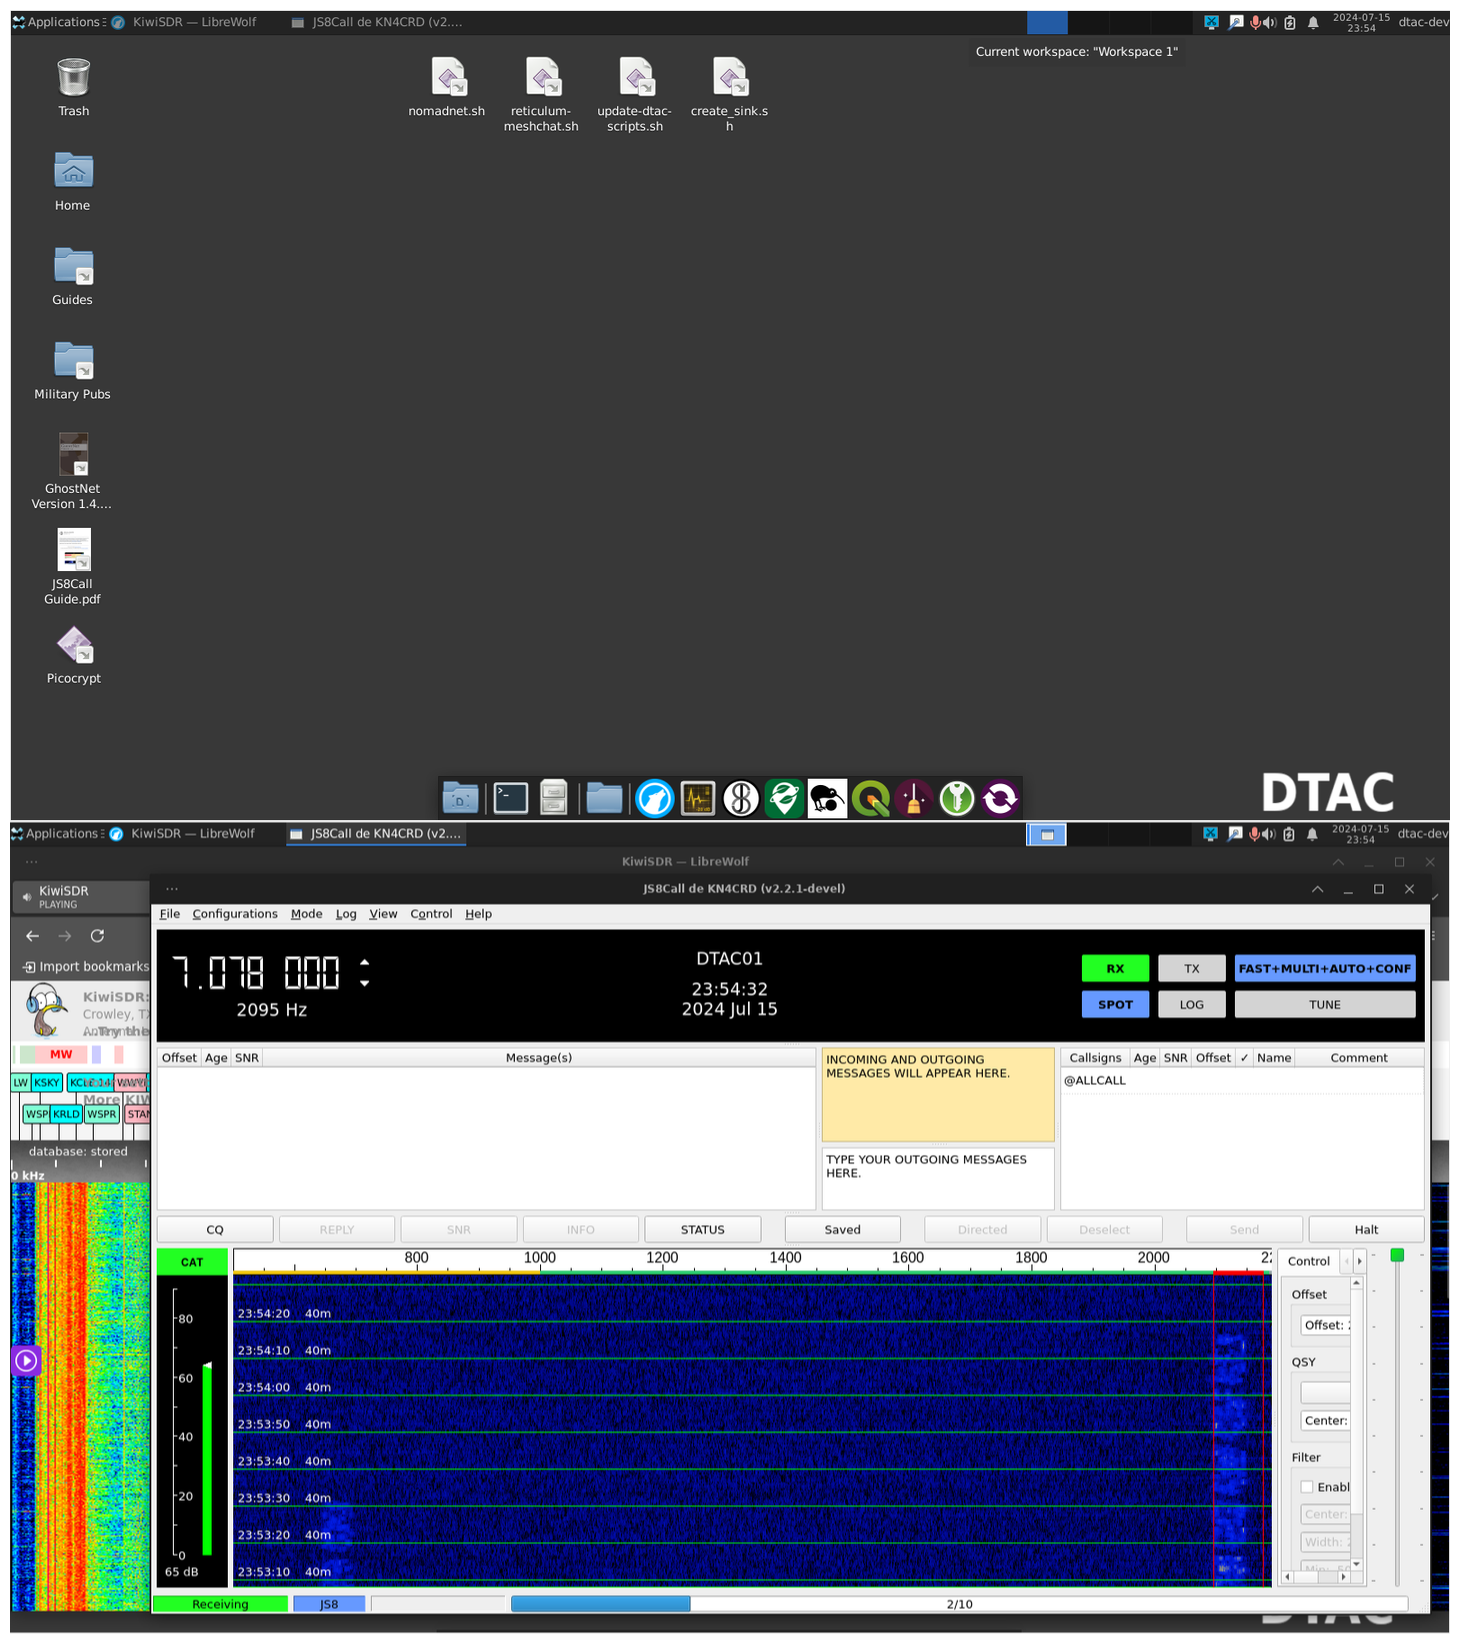 Applications
KiwiSDR — LibreWolf
JS8Call de KN4CRD (v2....
2024-07-15
23:54
dtac-dev
Current workspace: "Workspace 1"
Trash
nomadnet.sh
reticulum-
meshchat.sh
update-dtac-
scripts.sh
create_sink.s
h
Home
Guides
Military Pubs
GhostNet
Version 1.4....
JS8Call
Guide.pdf
Picocrypt
DTAC
Applications
KiwiSDR — LibreWolf
JS8Call de KN4CRD (v2....
2024-07-15
23:54
dtac-dev
KiwiSDR — LibreWolf
KiwiSDR
PLAYING
JS8Call de KN4CRD (v2.2.1-devel)
File Configurations Mode Log View Control Help
Import bookmarks
KiwiSDR:
Crowley, TX
MW
LW KSKY
WSP KRLD WSPR STAN
database: stored
0 kHz
7.078 000
2095 Hz
DTAC01
23:54:32
2024 Jul 15
RX TX FAST+MULTI+AUTO+CONF
SPOT LOG TUNE
Offset Age SNR Message(s)
INCOMING AND OUTGOING
MESSAGES WILL APPEAR HERE.
TYPE YOUR OUTGOING MESSAGES
HERE.
Callsigns Age SNR Offset ✓ Name Comment
@ALLCALL
CQ REPLY SNR INFO STATUS Saved Directed Deselect Send Halt
CAT
80
60
40
20
0
65 dB
800 1000 1200 1400 1600 1800 2000 22
23:54:20 40m
23:54:10 40m
23:54:00 40m
23:53:50 40m
23:53:40 40m
23:53:30 40m
23:53:20 40m
23:53:10 40m
Control
Offset
Offset:
QSY
Center:
Filter
Enabl
Center:
Width:
Receiving JS8 2/10
DTAC